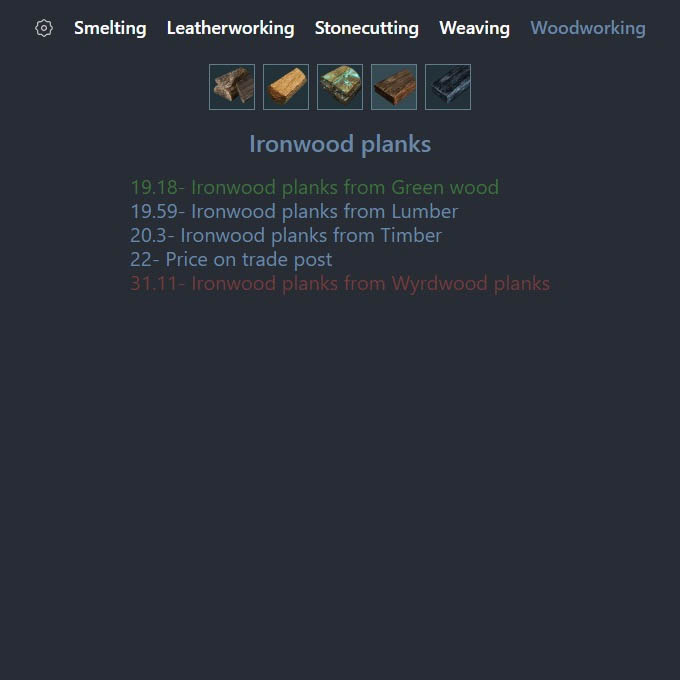 Smelting Leatherworking Stonecutting Weaving Woodworking
Ironwood planks
19.18- Ironwood planks from Green wood
19.59- Ironwood planks from Lumber
20.3- Ironwood planks from Timber
22- Price on trade post
31.11- Ironwood planks from Wyrdwood planks